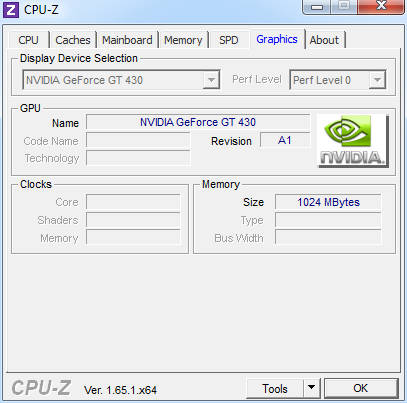 Z CPU-Z
CPU Caches Mainboard Memory SPD Graphics About
Display Device Selection
NVIDIA GeForce GT 430 Perf Level Perf Level 0
GPU
Name NVIDIA GeForce GT 430
Code Name Revision A1
Technology
NVIDIA.
Clocks Memory
Core Size 1024 MBytes
Shaders Type
Memory Bus Width
CPU-Z Ver. 1.65.1.x64 Tools OK